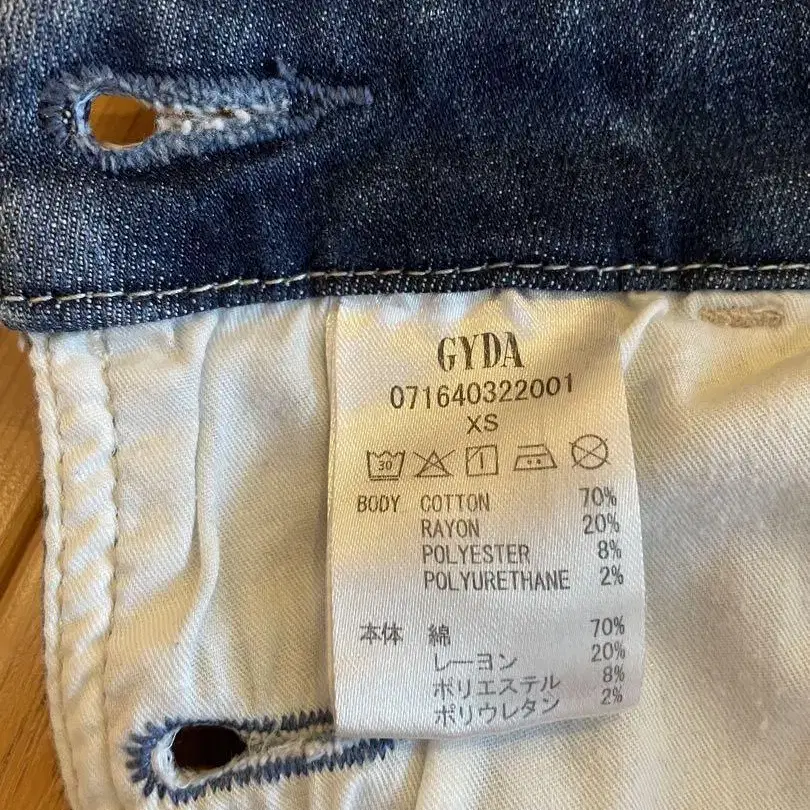 GYDA
071640322001
XS
30
BODY COTTON 70%
RAYON 20%
POLYESTER 8%
POLYURETHANE 2%
本体 綿 70%
レーヨン 20%
ポリエステル 8%
ポリウレタン 2%